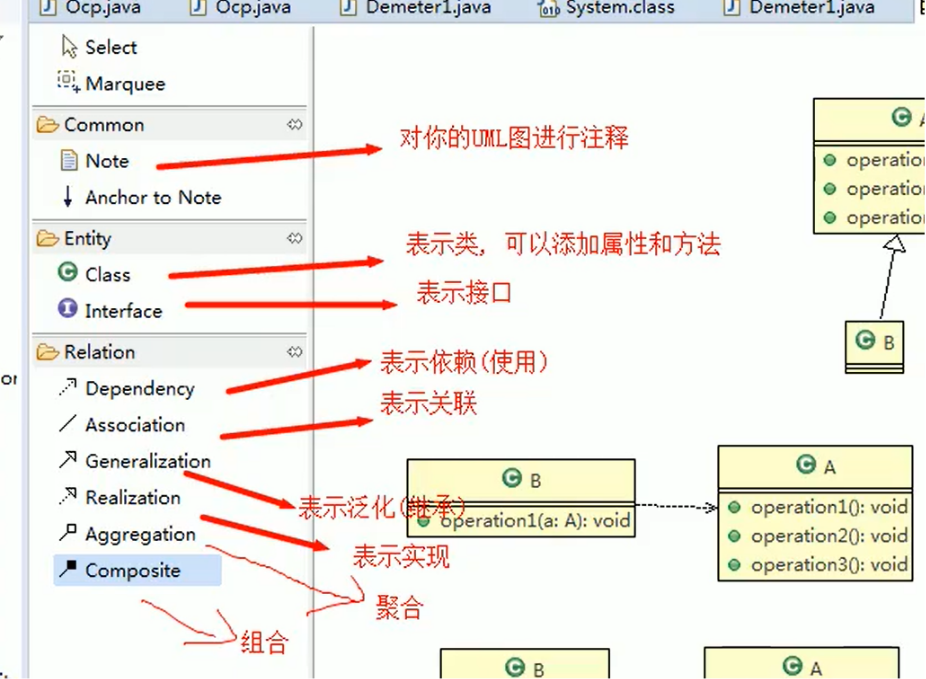 Ocp.java
Ocp.java
Demeter1.java
System.class
Demeter1.java
Select
Marquee
Common
Note
对你的UML图进行注释
Anchor to Note
Entity
Class
表示类, 可以添加属性和方法
Interface
表示接口
Relation
Dependency
表示依赖(使用)
Association
表示关联
Generalization
表示泛化(继承)
Realization
表示实现
Aggregation
聚合
Composite
组合
operation
operation
operation
B
B
operation1(a: A): void
A
operation1(): void
operation2(): void
operation3(): void
B
A